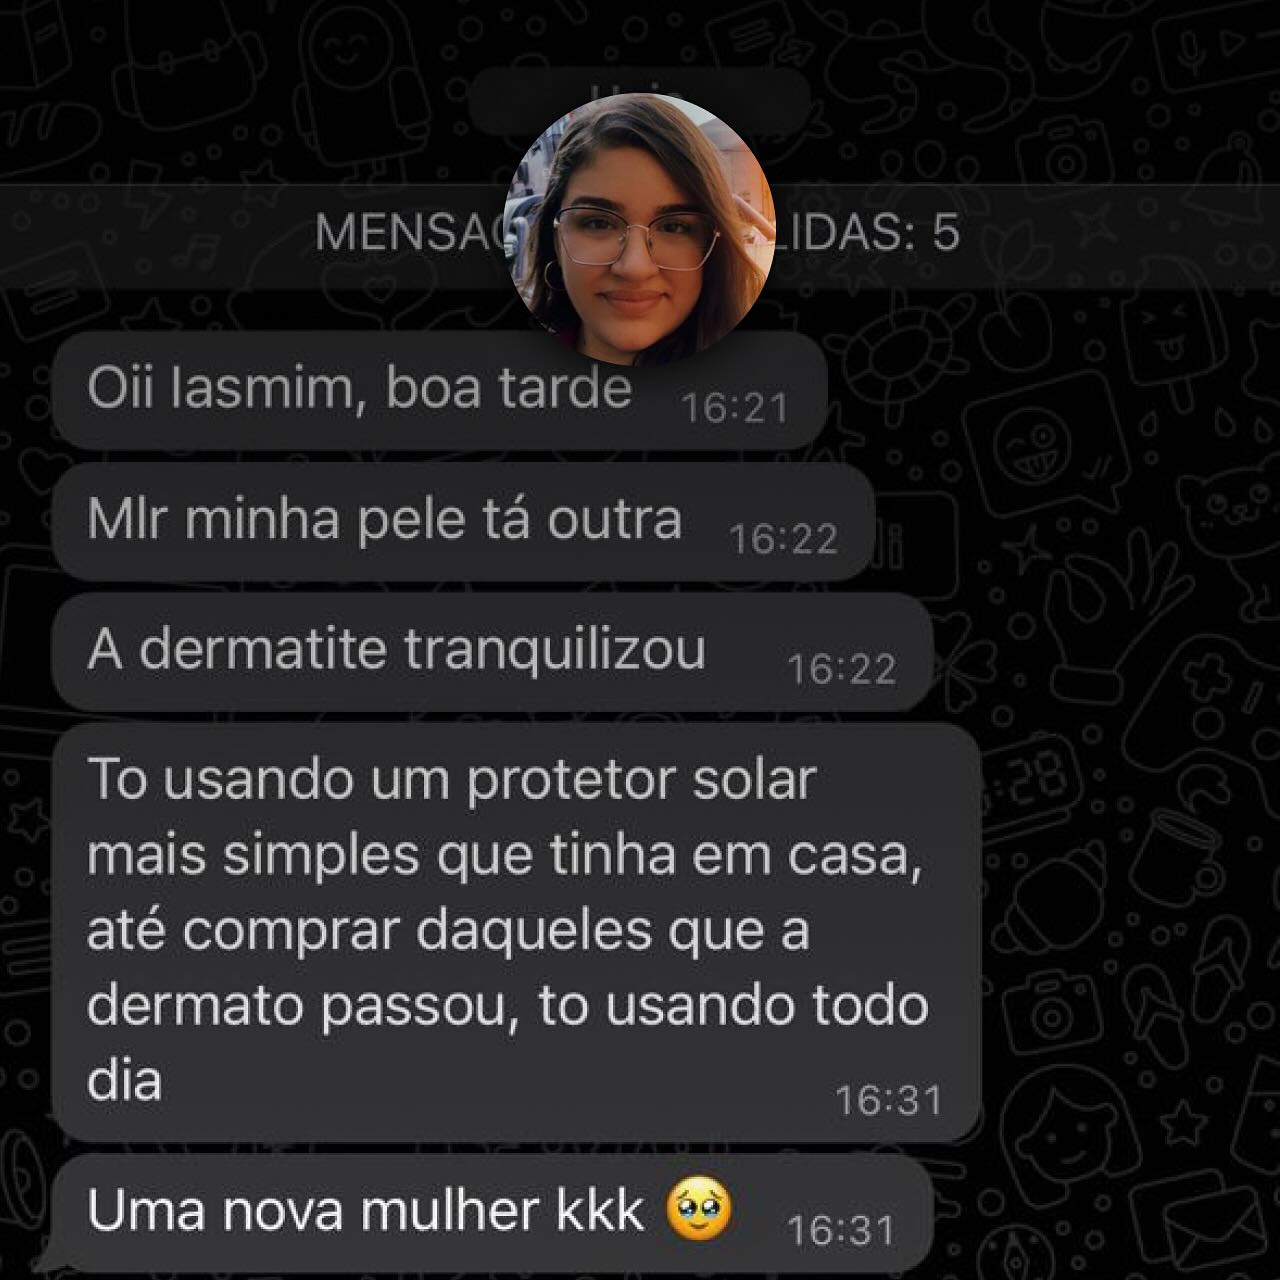 MENSA LIDAS: 5
Oii Iasmim, boa tarde 16:21
Mlr minha pele tá outra 16:22
A dermatite tranquilizou 16:22
To usando um protetor solar
mais simples que tinha em casa,
até comprar daqueles que a
dermato passou, to usando todo
dia 16:31
Uma nova mulher kkk 🥹 16:31